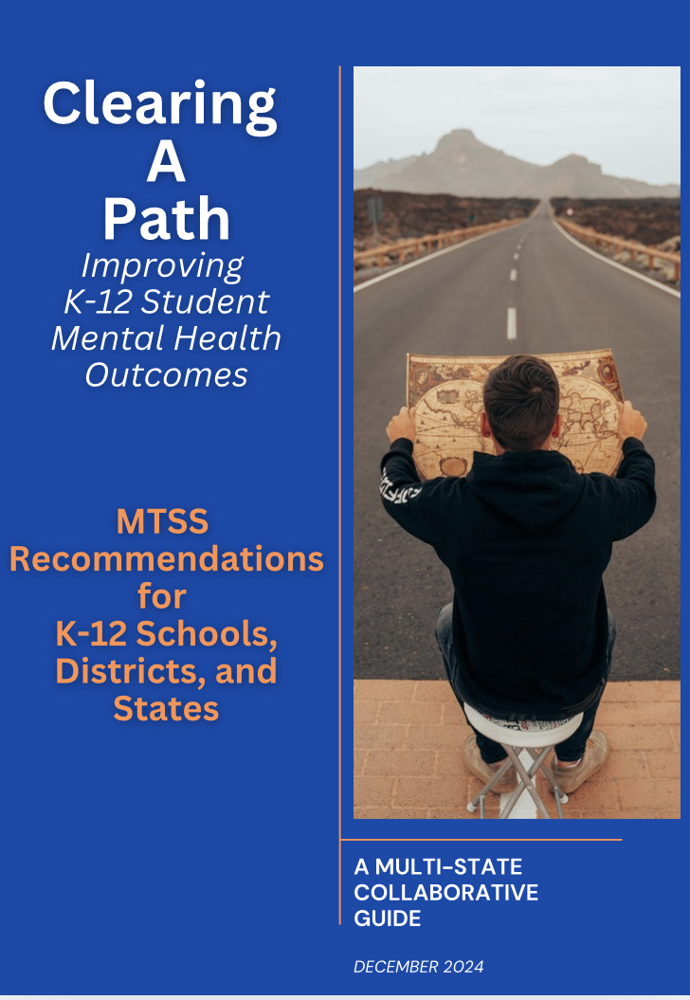 Clearing
A
Path
Improving
K-12 Student
Mental Health
Outcomes
MTSS
Recommendations
for
K-12 Schools,
Districts, and
States
A MULTI-STATE
COLLABORATIVE
GUIDE
DECEMBER 2024